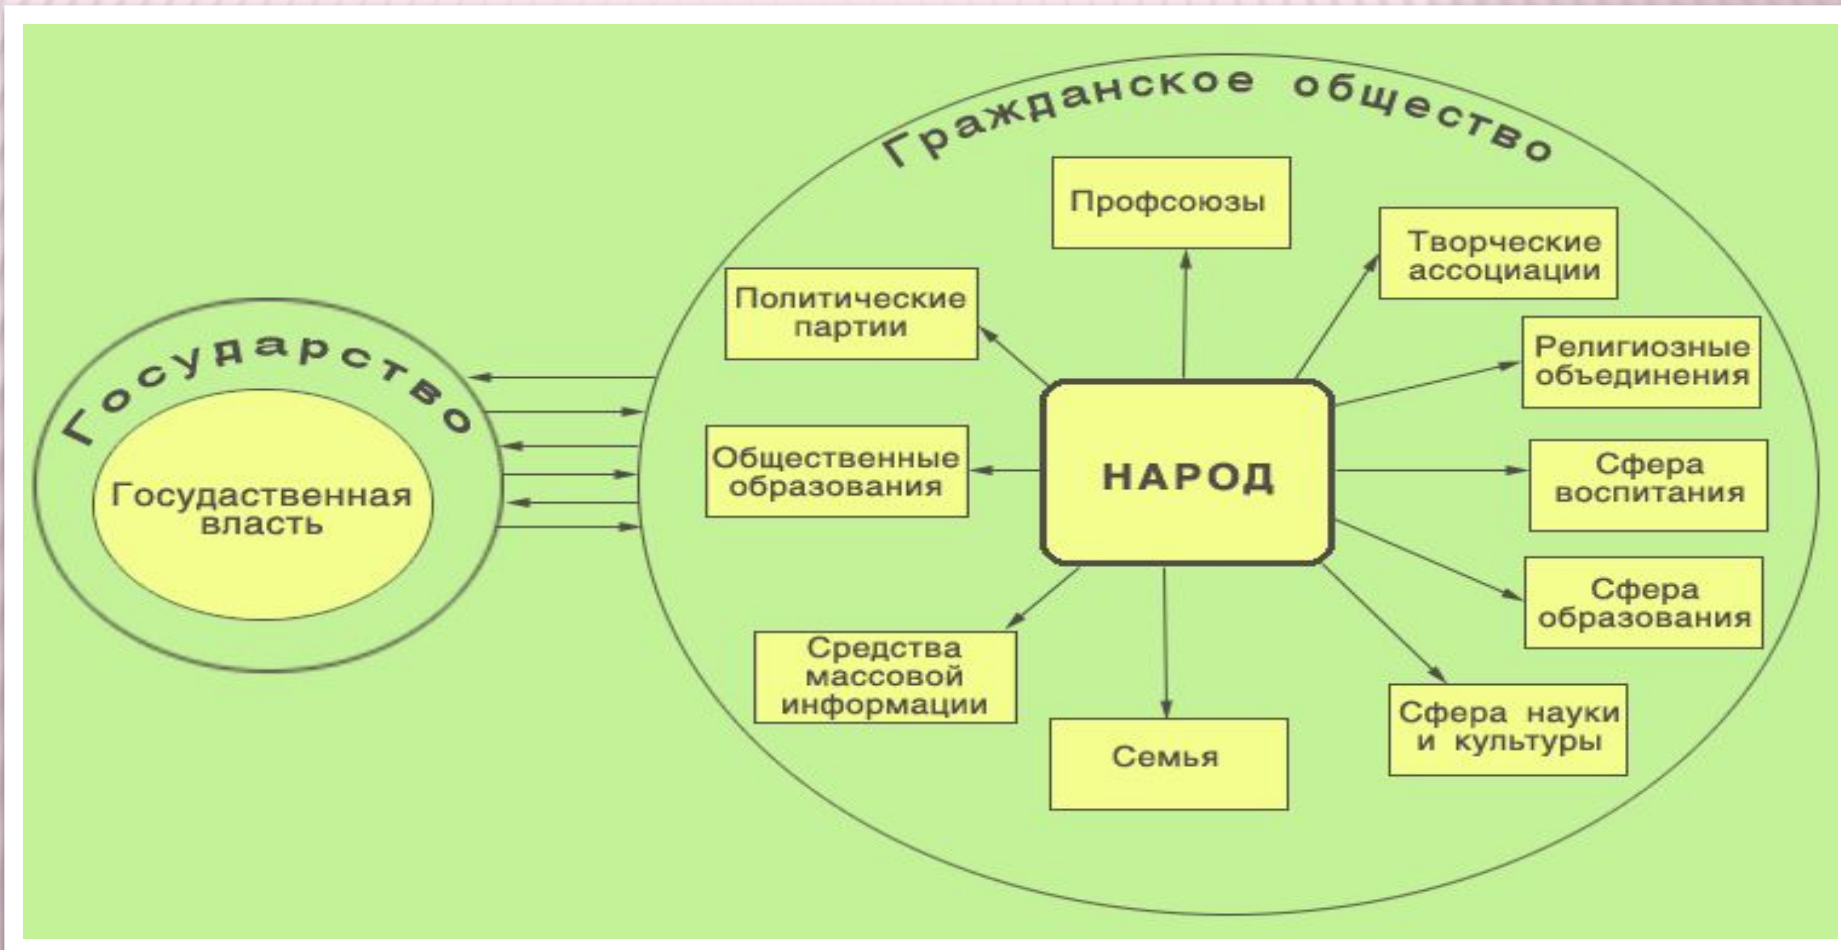 Государство
Государтвенная
власть
Гражданское общество
Профсоюзы
Творческие
ассоциации
Политические
партии
Религиозные
объединения
Общественные
образования
НАРОД
Сфера
воспитания
Сфера
образования
Средства
массовой
информации
Семья
Сфера науки
и культуры